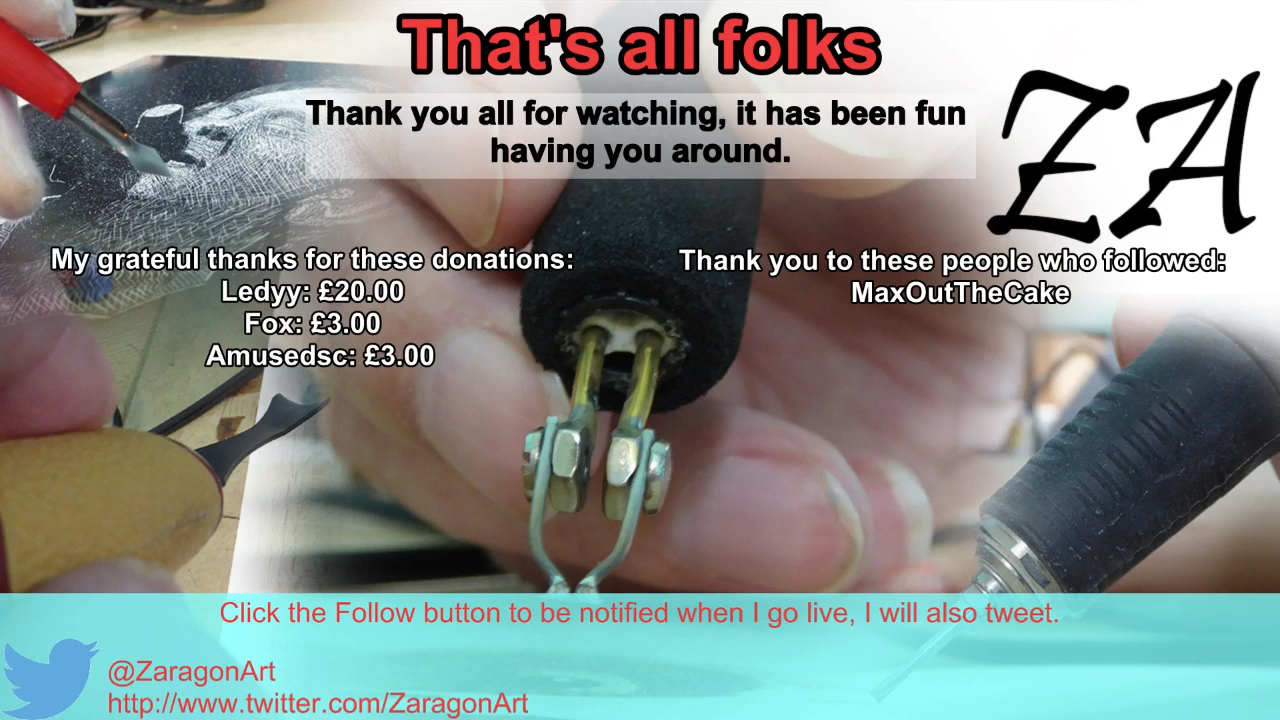 That's all folks
Thank you all for watching, it has been fun
having you around.
ZA
My grateful thanks for these donations:
Ledyy: £20.00
Fox: £3.00
Amusedsc: £3.00
Thank you to these people who followed:
MaxOutTheCake
Click the Follow button to be notified when I go live, I will also tweet.
@ZaragonArt
http://www.twitter.com/ZaragonArt